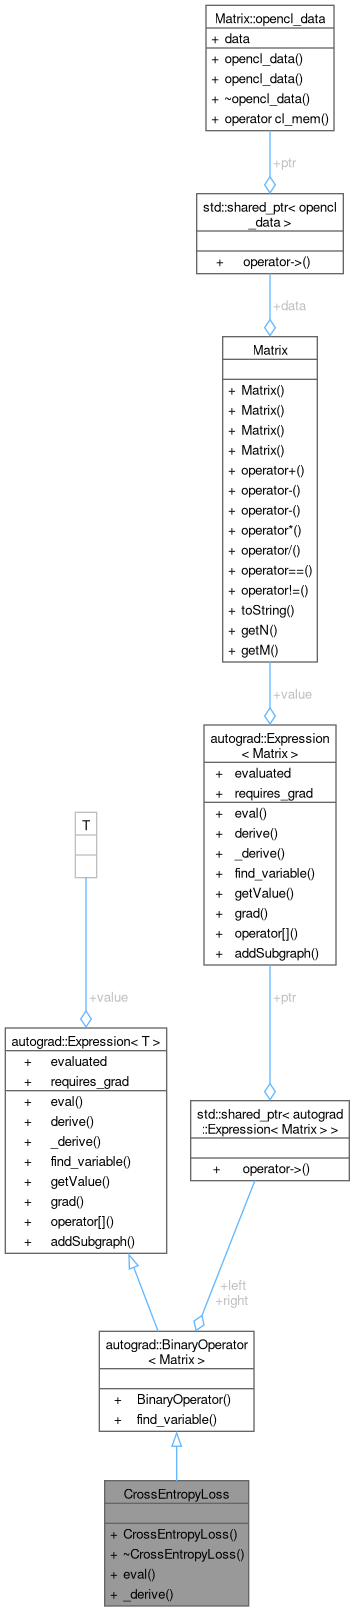 Matrix::opencl_data
+ data
+ opencl_data()
+ opencl_data()
+ ~opencl_data()
+ operator cl_mem()
+ptr
std::shared_ptr< opencl
_data >
+ operator->()
+data
Matrix
+ Matrix()
+ Matrix()
+ Matrix()
+ Matrix()
+ operator+()
+ operator-()
+ operator-()
+ operator*()
+ operator/()
+ operator==()
+ operator!=()
+ toString()
+ getN()
+ getM()
+value
autograd::Expression
< Matrix >
+ evaluated
+ requires_grad
+ eval()
+ derive()
+ _derive()
+ find_variable()
+ getValue()
+ grad()
+ operator[]()
+ addSubgraph()
T
+value
+ptr
autograd::Expression< T >
+ evaluated
+ requires_grad
+ eval()
+ derive()
+ _derive()
+ find_variable()
+ getValue()
+ grad()
+ operator[]()
+ addSubgraph()
std::shared_ptr< autograd
::Expression< Matrix > >
+ operator->()
+left
+right
autograd::BinaryOperator
< Matrix >
+ BinaryOperator()
+ find_variable()
CrossEntropyLoss
+ CrossEntropyLoss()
+ ~CrossEntropyLoss()
+ eval()
+ _derive()